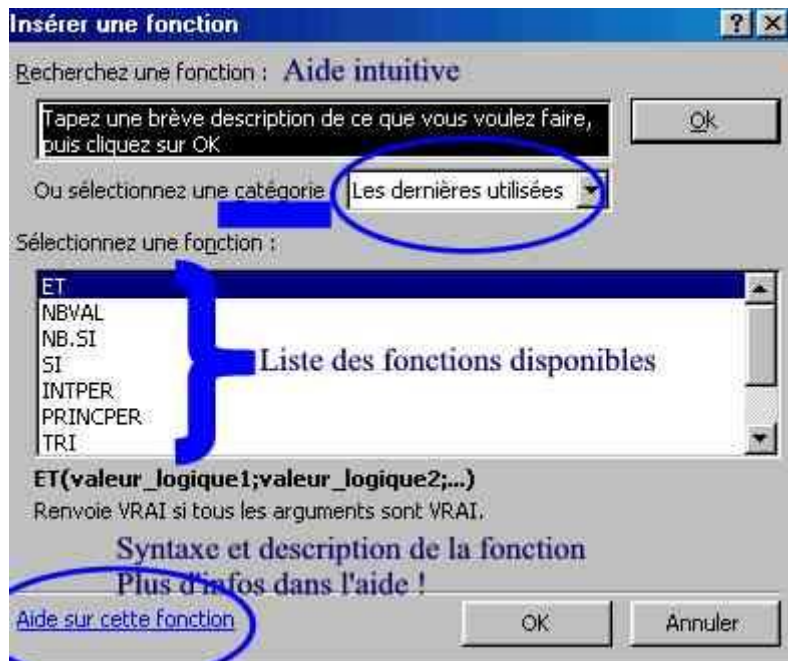 Insérer une fonction
Recherchez une fonction : Aide intuitive
Tapez une brève description de ce que vous voulez faire,
puis cliquez sur OK
Ok
Ou sélectionnez une catégorie Les dernières utilisées
Sélectionnez une fonction :
ET
NBVAL
NB.SI
SI
INTPER
PRINCPER
TRI
Liste des fonctions disponibles
ET(valeur_logique1;valeur_logique2;...)
Renvoie VRAI si tous les arguments sont VRAI.
Syntaxe et description de la fonction
Plus d'infos dans l'aide !
Aide sur cette fonction
OK
Annuler